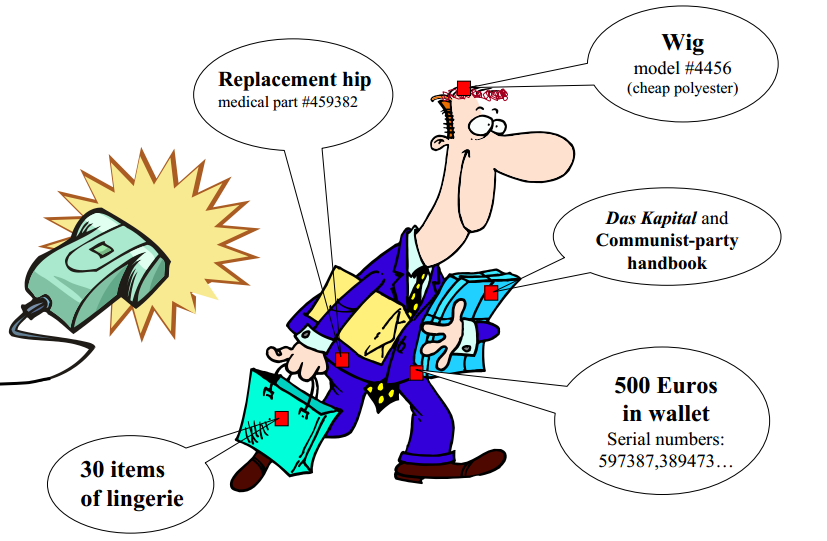 Wig
model #4456
(cheap polyester)
Replacement hip
medical part #459382
Das Kapital and
Communist-party
handbook
500 Euros
in wallet
Serial numbers:
597387,389473…
30 items
of lingerie